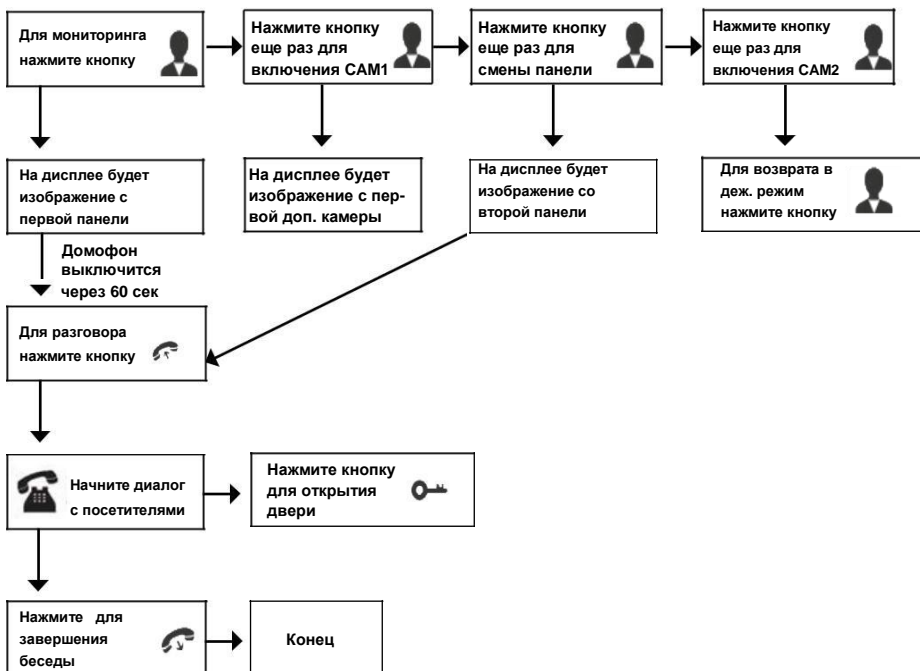 Для мониторинга
нажмите кнопку
Нажмите кнопку
еще раз для
включения CAM1
Нажмите кнопку
еще раз для
смены панели
Нажмите кнопку
еще раз для
включения CAM2
На дисплее будет
изображение с
первой панели
На дисплее будет
изображение с пер-
вой доп. камеры
На дисплее будет
изображение со
второй панели
Для возврата в
деж. режим
нажмите кнопку
Домофон
выключится
через 60 сек
Для разговора
нажмите кнопку
Начните диалог
с посетителями
Нажмите кнопку
для открытия
двери
Нажмите для
завершения
беседы
Конец